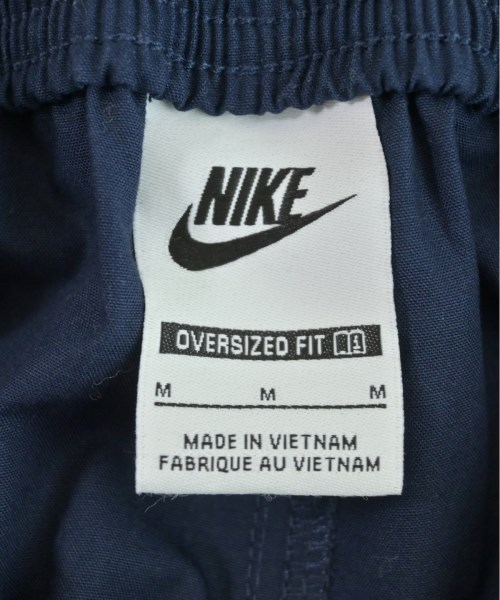 NIKE
OVERSIZED FIT
M M M
MADE IN VIETNAM
FABRIQUE AU VIETNAM